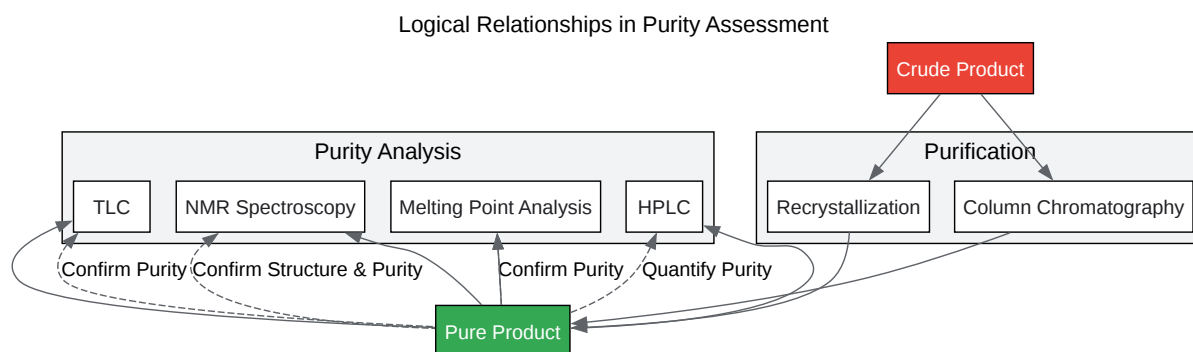 Logical Relationships in Purity Assessment
Crude Product
Purity Analysis
Purification
TLC
NMR Spectroscopy
Melting Point Analysis
HPLC
Recrystallization
Column Chromatography
Confirm Purity
Confirm Structure & Purity
Confirm Purity
Quantify Purity
Pure Product